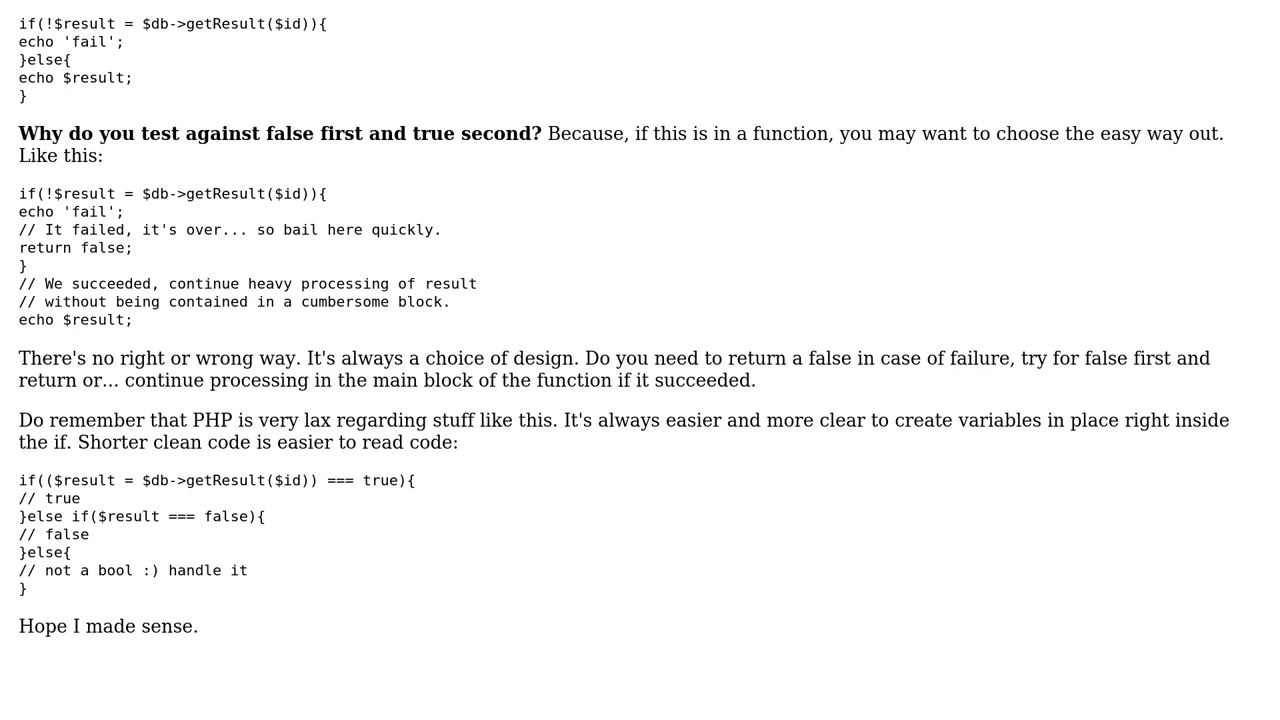 if(!$result = $db->getResult($id)){
echo 'fail';
}else{
echo $result;
}
Why do you test against false first and true second? Because, if this is in a function, you may want to choose the easy way out.
Like this:
if(!$result = $db->getResult($id)){
echo 'fail';
// It failed, it's over... so bail here quickly.
return false;
}
// We succeeded, continue heavy processing of result
// without being contained in a cumbersome block.
echo $result;
There's no right or wrong way. It's always a choice of design. Do you need to return a false in case of failure, try for false first and
return or... continue processing in the main block of the function if it succeeded.
Do remember that PHP is very lax regarding stuff like this. It's always easier and more clear to create variables in place right inside
the if. Shorter clean code is easier to read code:
if(($result = $db->getResult($id)) === true){
// true
}else if($result === false){
// false
}else{
// not a bool :) handle it
}
Hope I made sense.